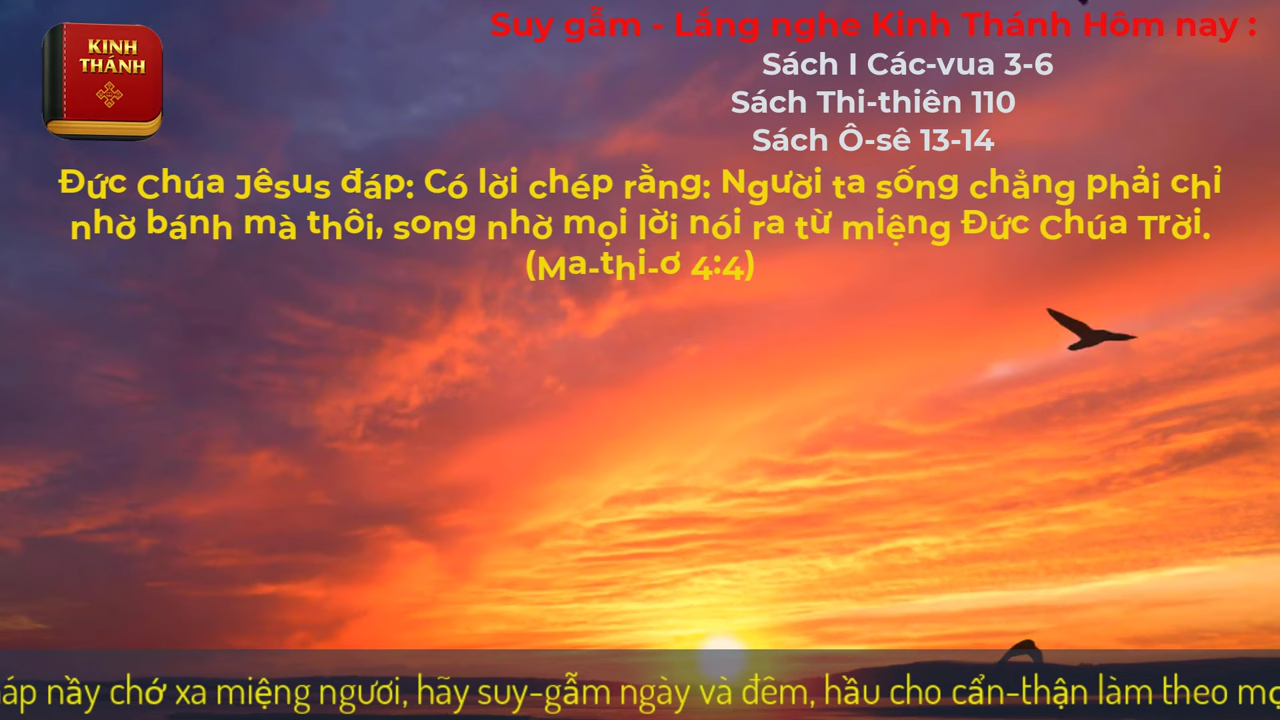 KINH
THÁNH
Suy gẫm - Lắng nghe Kinh Thánh Hôm nay :
Sách I Các-vua 3-6
Sách Thi-thiên 110
Sách Ô-sê 13-14
Đức Chúa Jêsus đáp: Có lời chép rằng: Người ta sống chẳng phải chỉ
nhờ bánh mà thôi, song nhờ mọi lời nói ra từ miệng Đức Chúa Trời.
(Ma-thi-ơ 4:4)
nầy chớ xa miệng ngươi, hãy suy-gẫm ngày và đêm, hầu cho cẩn-thận làm theo